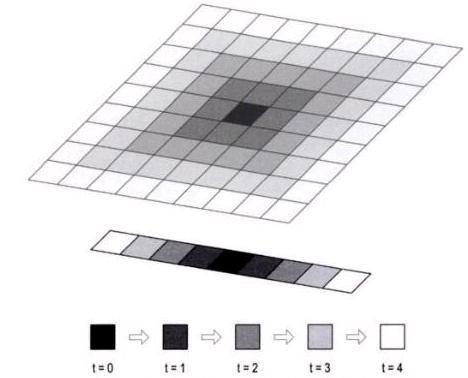 t = 0 t = 1 t = 2 t = 3 t = 4